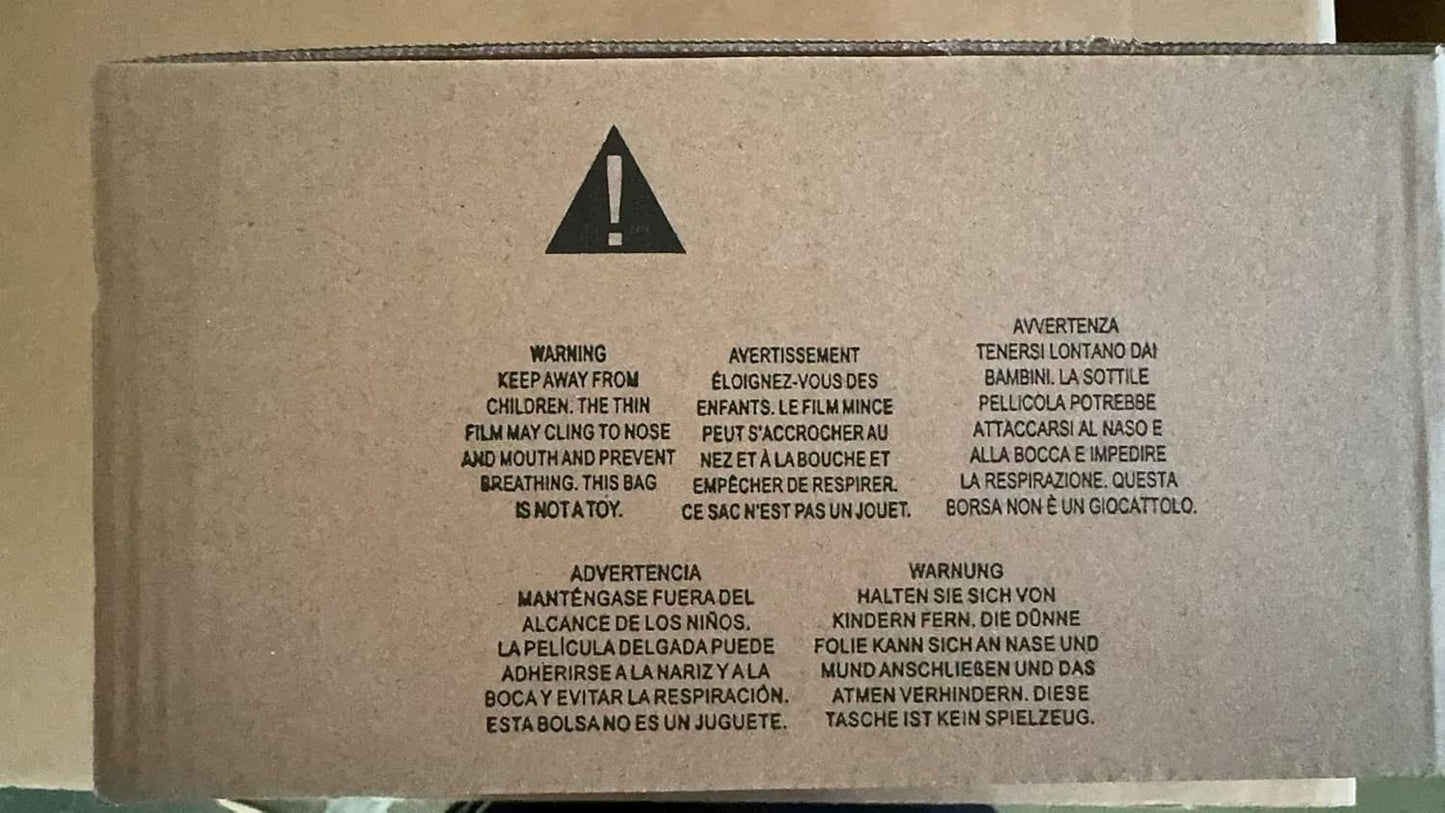 WARNING
KEEP AWAY FROM
CHILDREN. THE THIN
FILM MAY CLING TO NOSE
AND MOUTH AND PREVENT
BREATHING. THIS BAG
IS NOT A TOY.
AVERTISSEMENT
ÉLOIGNEZ-VOUS DES
ENFANTS. LE FILM MINCE
PEUT S'ACCROCHER AU
NEZ ET À LA BOUCHE ET
EMPÊCHER DE RESPIRER.
CE SAC N'EST PAS UN JOUET.
AVVERTENZA
TENERSI LONTANO DAI
BAMBINI. LA SOTTILE
PELLICOLA POTREBBE
ATTACCARSI AL NASO E
ALLA BOCCA E IMPEDIRE
LA RESPIRAZIONE. QUESTA
BORSA NON È UN GIOCATTOLO.
ADVERTENCIA
MANTÉNGASE FUERA DEL
ALCANCE DE LOS NIÑOS.
LA PELÍCULA DELGADA PUEDE
ADHERIRSE A LA NARIZ Y A LA
BOCA Y EVITAR LA RESPIRACIÓN.
ESTA BOLSA NO ES UN JUGUETE.
WARNUNG
HALTEN SIE SICH VON
KINDERN FERN. DIE DÜNNE
FOLIE KANN SICH AN NASE UND
MUND ANSCHLIEßEN UND DAS
ATMEN VERHINDERN. DIESE
TASCHE IST KEIN SPIELZEUG.